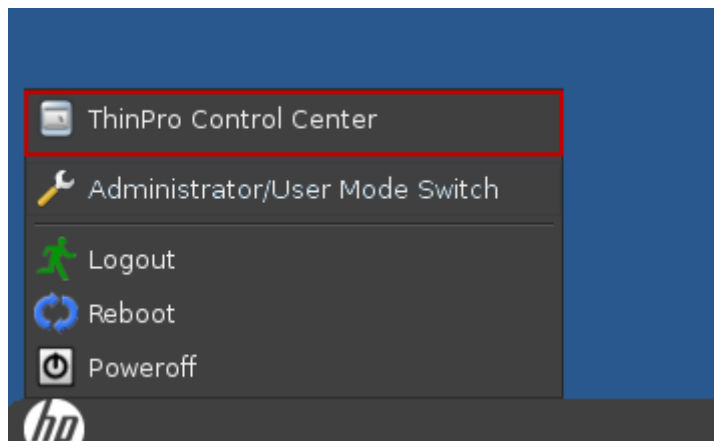 ThinPro Control Center
Administrator/User Mode Switch
Logout
Reboot
Poweroff
hp